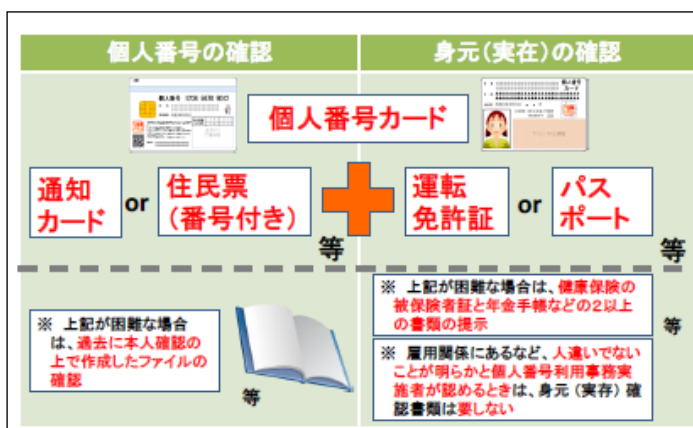 個人番号の確認
身元(実在)の確認
個人番号カード
通知
カード
or
住民票
(番号付き)
等
運転
免許証
or
パス
ポート
等
※ 上記が困難な場合
は、過去に本人確認の
上で作成したファイルの
確認
等
※ 上記が困難な場合は、健康保険の
被保険者証と年金手帳などの2以上
の書類の提示
等
※ 雇用関係にあるなど、人違いでない
ことが明らかと個人番号利用事務実
施者が認めるときは、身元(実存)確
認書類は要しない